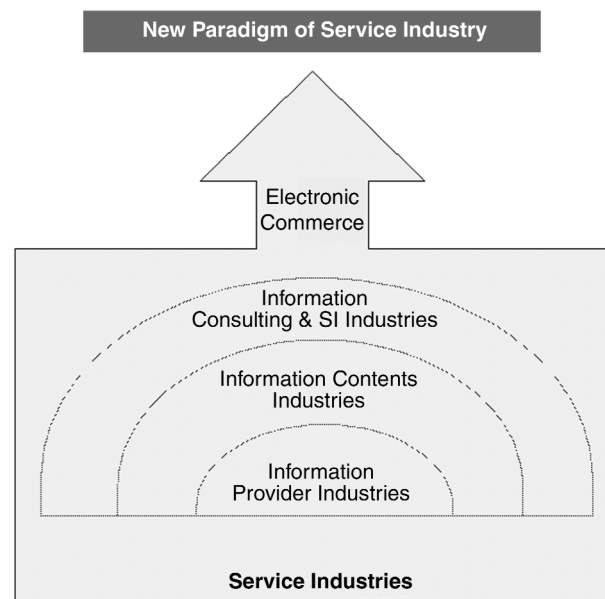 New Paradigm of Service Industry
Electronic
Commerce
Information
Consulting & SI Industries
Information Contents
Industries
Information
Provider Industries
Service Industries